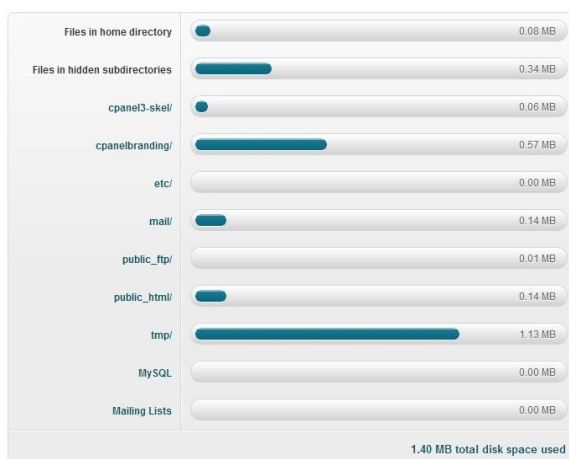 Files in home directory 0.08 MB
Files in hidden subdirectories 0.34 MB
cpanel3-skel/ 0.06 MB
cpanelbranding/ 0.57 MB
etc/ 0.00 MB
mail/ 0.14 MB
public_ftp/ 0.01 MB
public_html/ 0.14 MB
tmp/ 1.13 MB
MySQL 0.00 MB
Mailing Lists 0.00 MB
1.40 MB total disk space used